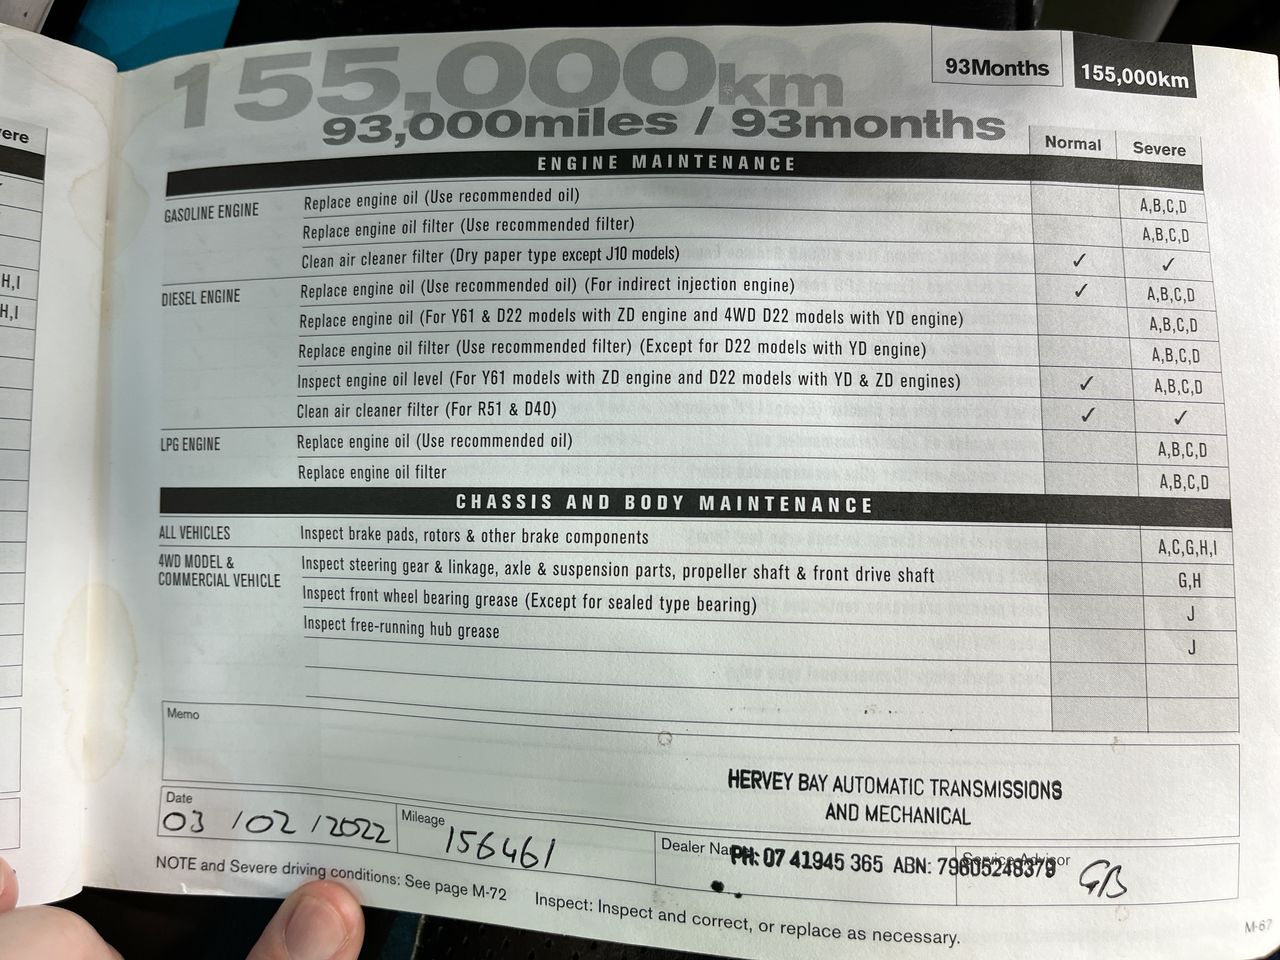 ere
H,I
H,I
155,000km
93,000miles / 93months
93Months
155,000km
Normal Severe
ENGINE MAINTENANCE
GASOLINE ENGINE Replace engine oil (Use recommended oil) A,B,C,D
Replace engine oil filter (Use recommended filter) A,B,C,D
Clean air cleaner filter (Dry paper type except J10 models) ✓ ✓
DIESEL ENGINE Replace engine oil (Use recommended oil) (For indirect injection engine) ✓ A,B,C,D
Replace engine oil (For Y61 & D22 models with ZD engine and 4WD D22 models with YD engine) A,B,C,D
Replace engine oil filter (Use recommended filter) (Except for D22 models with YD engine) A,B,C,D
Inspect engine oil level (For Y61 models with ZD engine and D22 models with YD & ZD engines) ✓ A,B,C,D
Clean air cleaner filter (For R51 & D40) ✓ ✓
LPG ENGINE Replace engine oil (Use recommended oil) A,B,C,D
Replace engine oil filter A,B,C,D
CHASSIS AND BODY MAINTENANCE
ALL VEHICLES Inspect brake pads, rotors & other brake components A,C,G,H,I
4WD MODEL & COMMERCIAL VEHICLE Inspect steering gear & linkage, axle & suspension parts, propeller shaft & front drive shaft G,H
Inspect front wheel bearing grease (Except for sealed type bearing) J
Inspect free-running hub grease J
Memo
HERVEY BAY AUTOMATIC TRANSMISSIONS
AND MECHANICAL
Date 03/02/2022 Mileage 156461 Dealer Name PH: 07 41945 365 ABN: 79605248379 Service Advisor GB
NOTE and Severe driving conditions: See page M-72 Inspect: Inspect and correct, or replace as necessary.
M-67